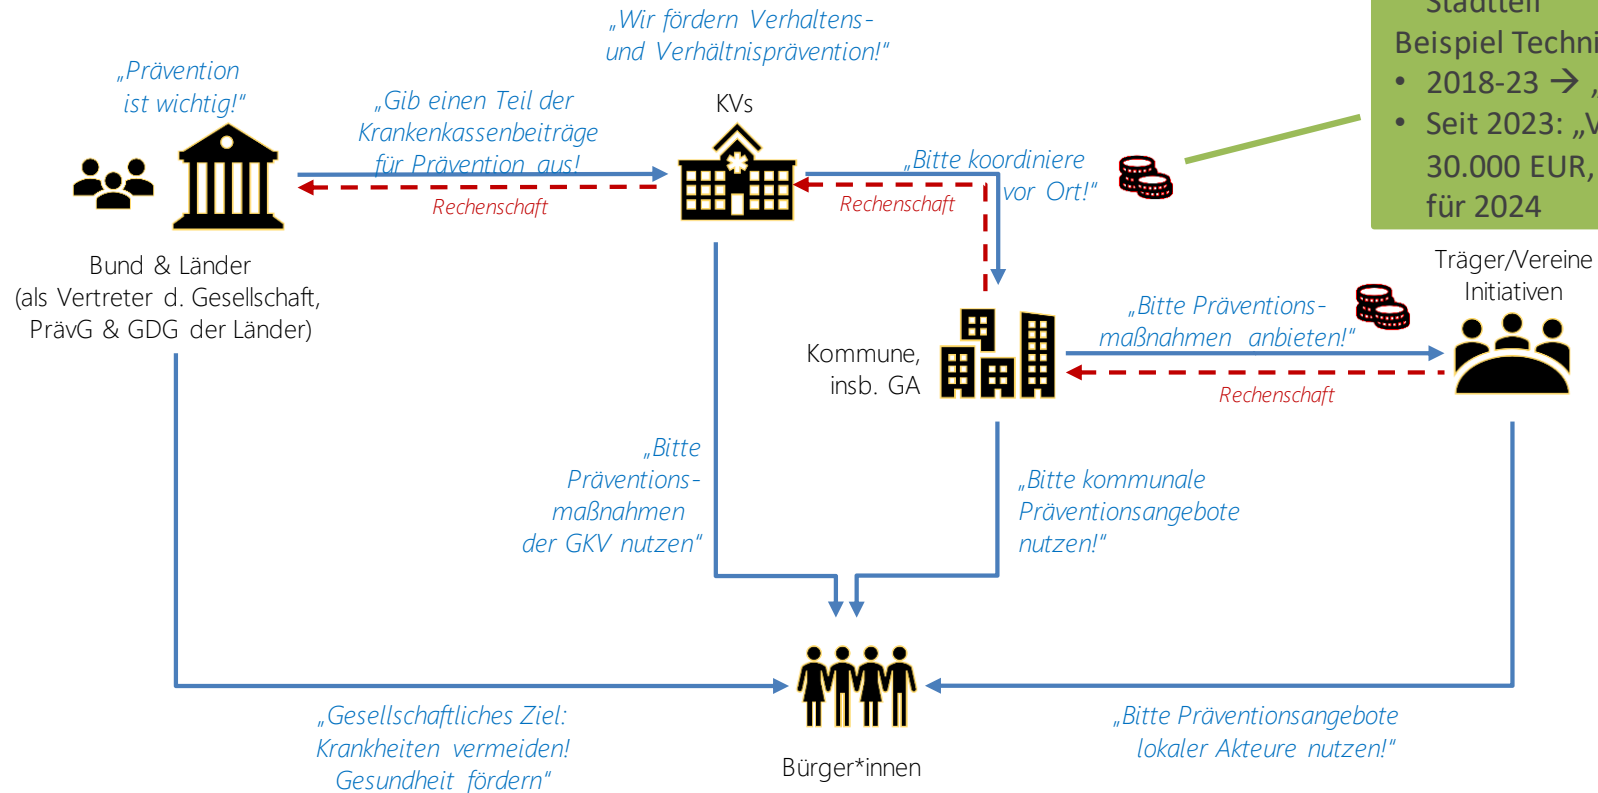 „Wir fördern Verhaltens-
und Verhältnisprävention!“
„Prävention
ist wichtig!“
„Gib einen Teil der
Krankenkassenbeiträge
für Prävention aus!
KVs
Stadtteil
Beispiel Techni
• 2018-23 → „
• Seit 2023: „V
30.000 EUR,
für 2024
„Bitte koordiniere
vor Ort!“
Rechenschaft
Rechenschaft
Bund & Länder
(als Vertreter d. Gesellschaft,
PrävG & GDG der Länder)
Träger/Vereine
Initiativen
„Bitte Präventions-
maßnahmen anbieten!“
Kommune,
insb. GA
Rechenschaft
„Bitte
Präventions-
maßnahmen
der GKV nutzen“
„Bitte kommunale
Präventionsangebote
nutzen!“
„Gesellschaftliches Ziel:
Krankheiten vermeiden!
Gesundheit fördern“
„Bitte Präventionsangebote
lokaler Akteure nutzen!“
Bürger*innen